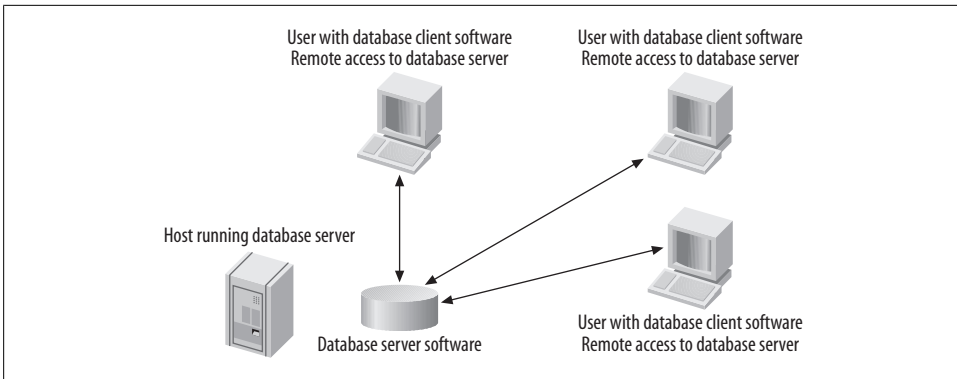 User with database client software
Remote access to database server
User with database client software
Remote access to database server
Host running database server
Database server software
User with database client software
Remote access to database server